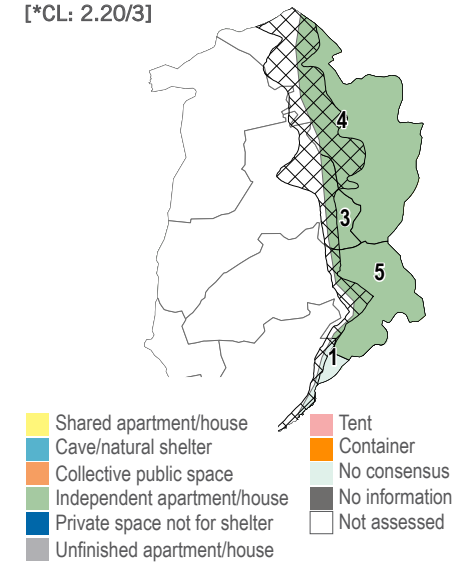 [*CL: 2.20/3]
4
3
5
1
Shared apartment/house
Cave/natural shelter
Collective public space
Independent apartment/house
Private space not for shelter
Unfinished apartment/house
Tent
Container
No consensus
No information
Not assessed